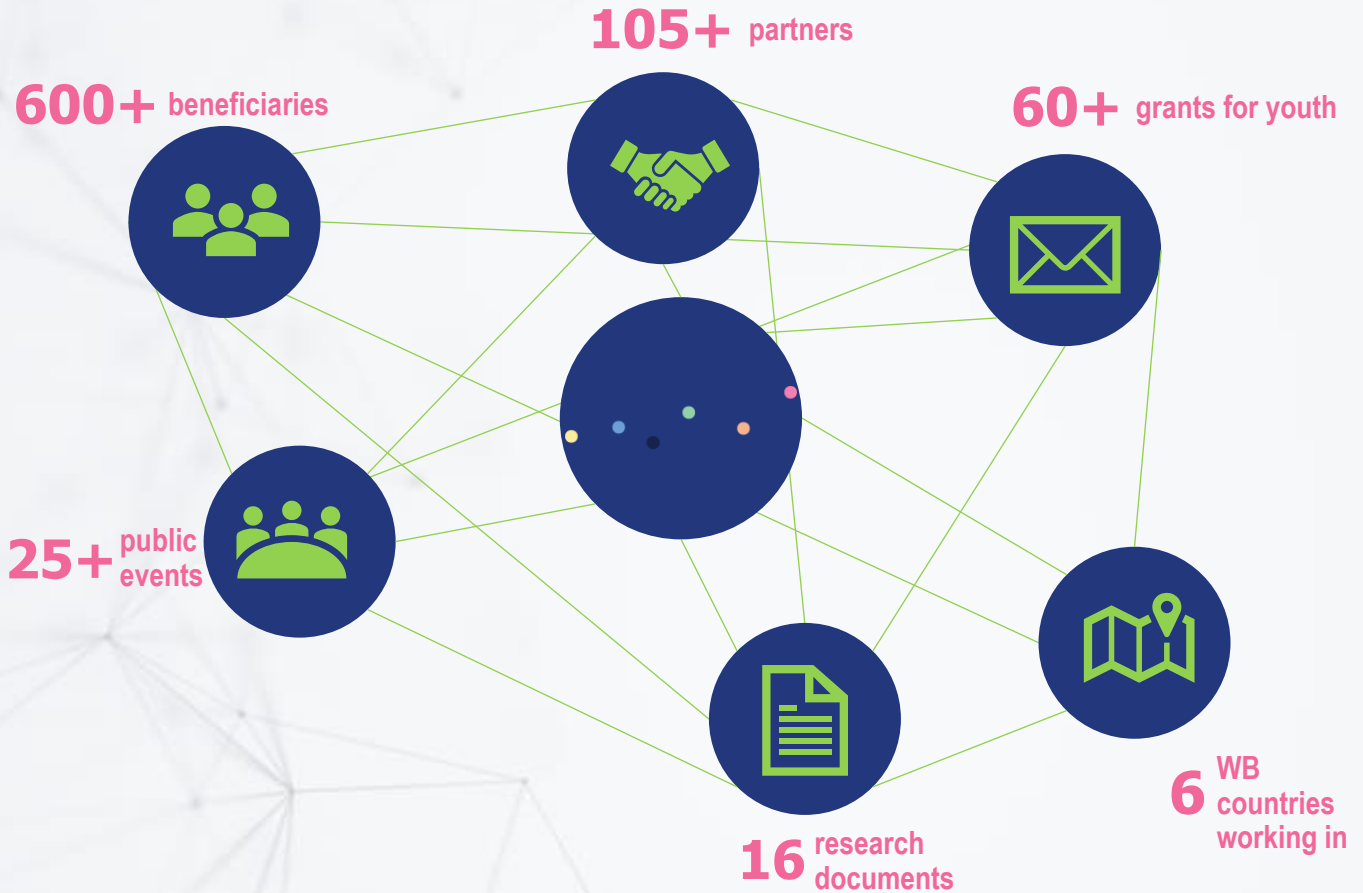 105+ partners
600+ beneficiaries
60+ grants for youth
25+ public
events
6 WB
countries
working in
16 research
documents